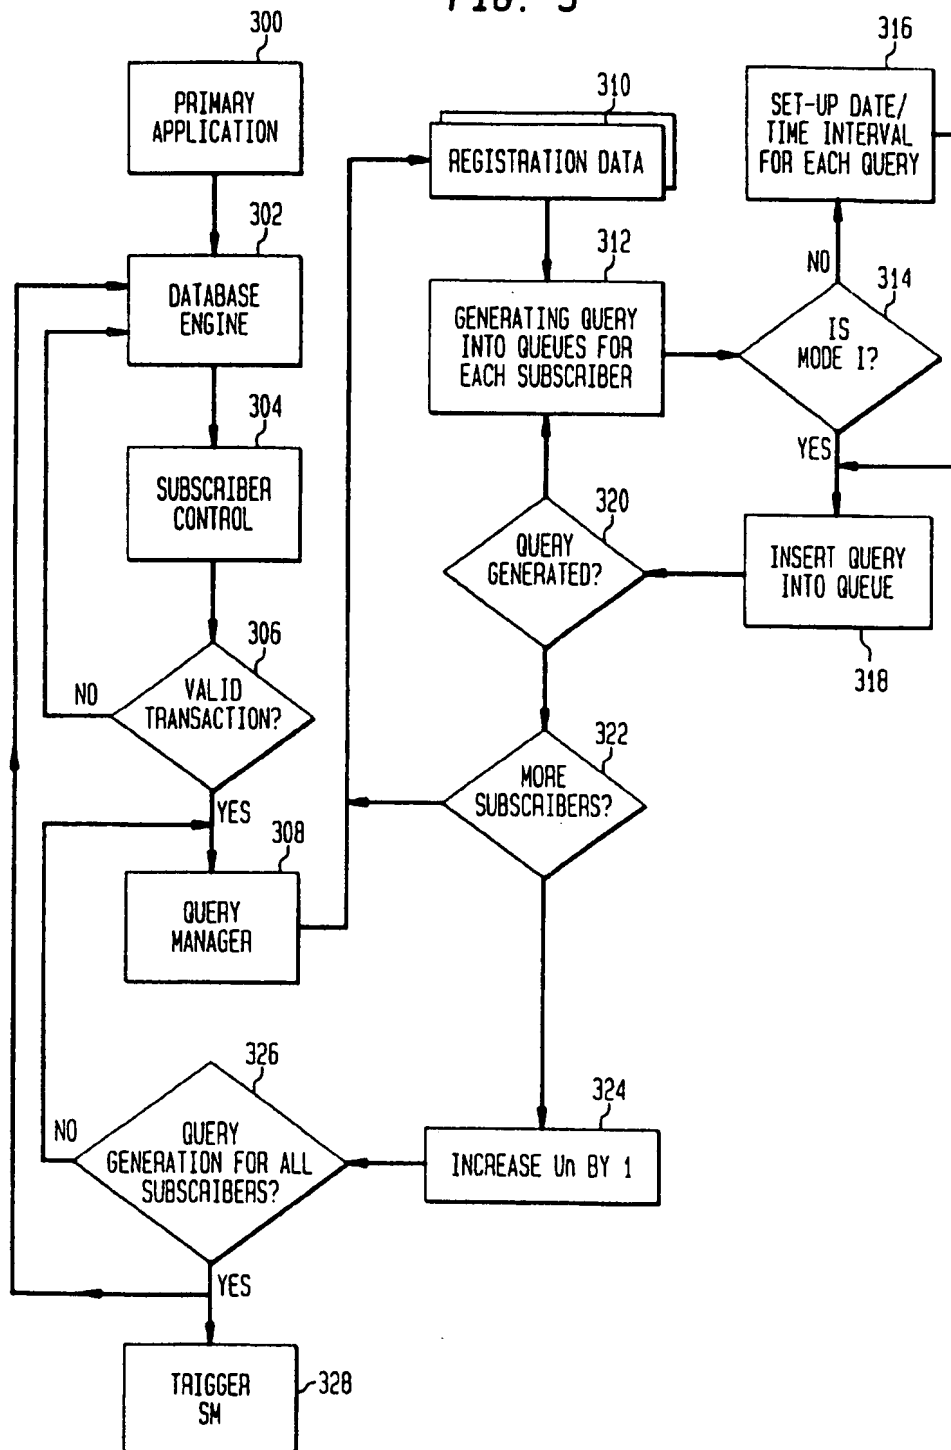 FIG. 3
300
PRIMARY
APPLICATION
302
DATABASE
ENGINE
304
SUBSCRIBER
CONTROL
306
VALID
TRANSACTION?
NO
YES
308
QUERY
MANAGER
310
REGISTRATION DATA
312
GENERATING QUERY
INTO QUEUES FOR
EACH SUBSCRIBER
314
IS
MODE I?
NO
YES
316
SET-UP DATE/
TIME INTERVAL
FOR EACH QUERY
INSERT QUERY
INTO QUEUE
318
320
QUERY
GENERATED?
322
MORE
SUBSCRIBERS?
324
INCREASE Un BY 1
326
QUERY
GENERATION FOR ALL
SUBSCRIBERS?
NO
YES
TRIGGER
SM
328